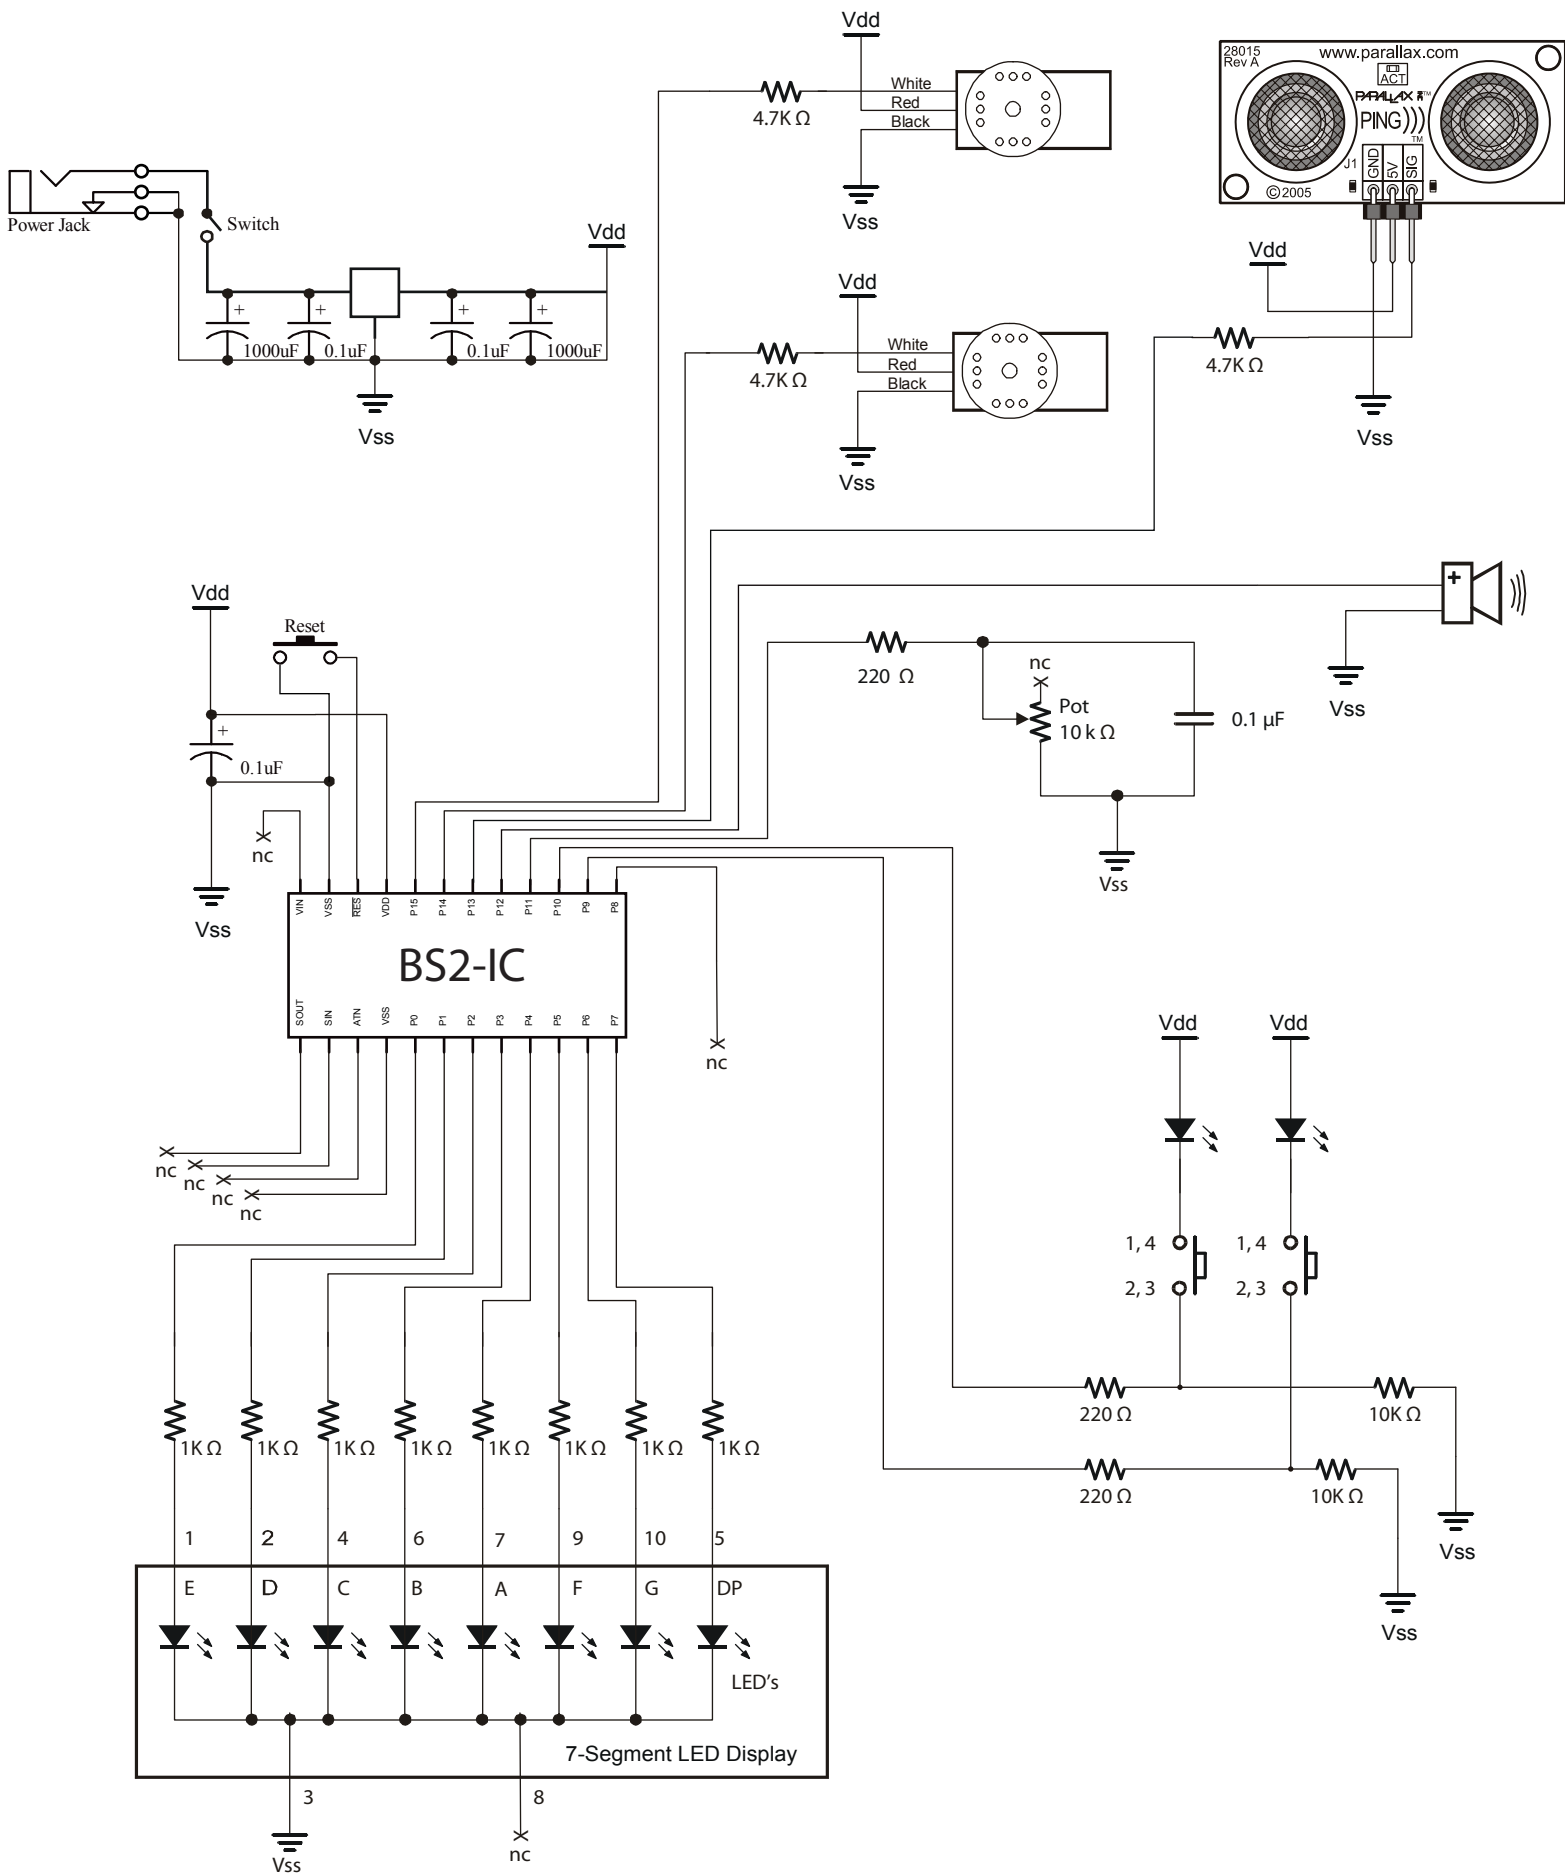 Vdd
White
Red
Black
4.7K Ω
Vss
28015
Rev A
www.parallax.com
ACT
PARALLAX
TM
PING)))
TM
J1
GND
5V
SIG
©2005
Power Jack
Switch
Vdd
+
+
+
+
1000uF
0.1uF
0.1uF
1000uF
Vss
Vdd
White
Red
Black
4.7K Ω
Vss
Vdd
4.7K Ω
Vss
Vdd
Reset
+
0.1uF
nc
Vss
+
Vss
220 Ω
nc
Pot
10 k Ω
0.1 µF
Vss
VIN
VSS
RES
VDD
P15
P14
P13
P12
P11
P10
P9
P8
BS2-IC
SOUT
SIN
ATN
VSS
P0
P1
P2
P3
P4
P5
P6
P7
nc
nc
nc
nc
nc
Vdd
Vdd
1, 4
1, 4
2, 3
2, 3
220 Ω
10K Ω
220 Ω
10K Ω
Vss
Vss
1K Ω
1K Ω
1K Ω
1K Ω
1K Ω
1K Ω
1K Ω
1K Ω
1
2
4
6
7
9
10
5
E
D
C
B
A
F
G
DP
LED's
7-Segment LED Display
3
8
Vss
nc